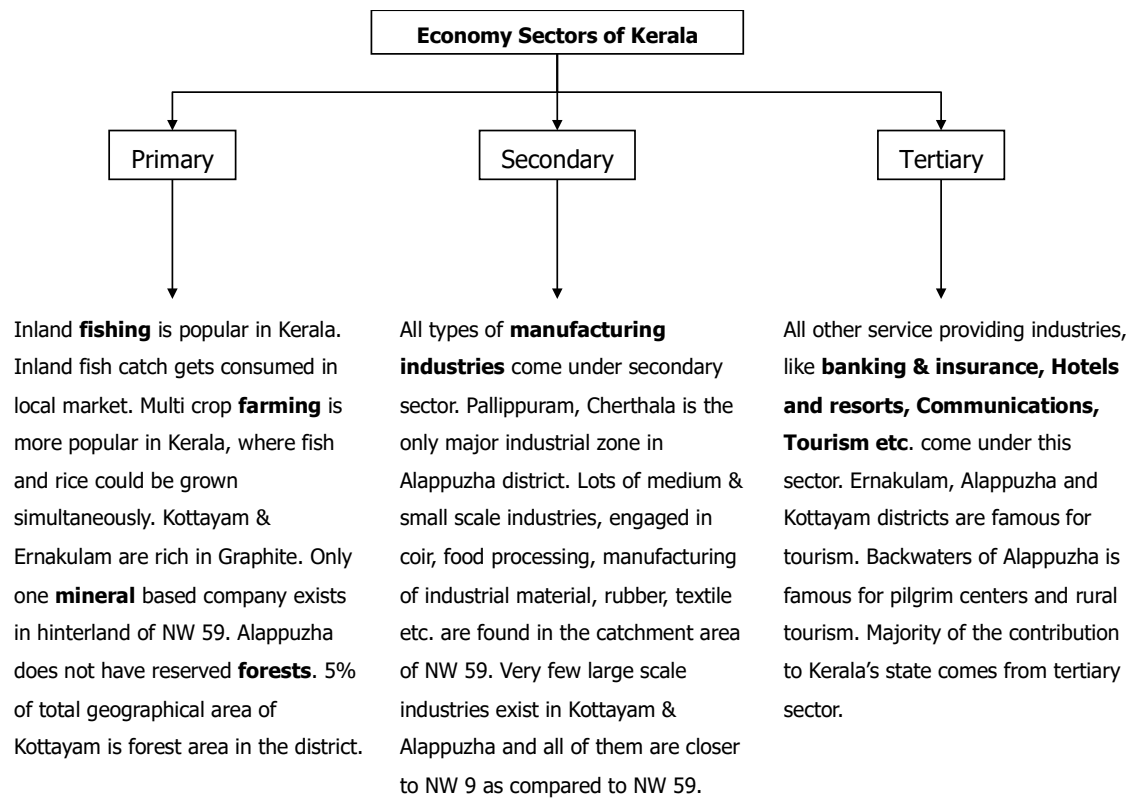 Economy Sectors of Kerala
Primary
Secondary
Tertiary
Inland fishing is popular in Kerala.
Inland fish catch gets consumed in
local market. Multi crop farming is
more popular in Kerala, where fish
and rice could be grown
simultaneously. Kottayam &
Ernakulam are rich in Graphite. Only
one mineral based company exists
in hinterland of NW 59. Alappuzha
does not have reserved forests. 5%
of total geographical area of
Kottayam is forest area in the district.
All types of manufacturing
industries come under secondary
sector. Pallippuram, Cherthala is the
only major industrial zone in
Alappuzha district. Lots of medium &
small scale industries, engaged in
coir, food processing, manufacturing
of industrial material, rubber, textile
etc. are found in the catchment area
of NW 59. Very few large scale
industries exist in Kottayam &
Alappuzha and all of them are closer
to NW 9 as compared to NW 59.
All other service providing industries,
like banking & insurance, Hotels
and resorts, Communications,
Tourism etc. come under this
sector. Ernakulam, Alappuzha and
Kottayam districts are famous for
tourism. Backwaters of Alappuzha is
famous for pilgrim centers and rural
tourism. Majority of the contribution
to Kerala's state comes from tertiary
sector.